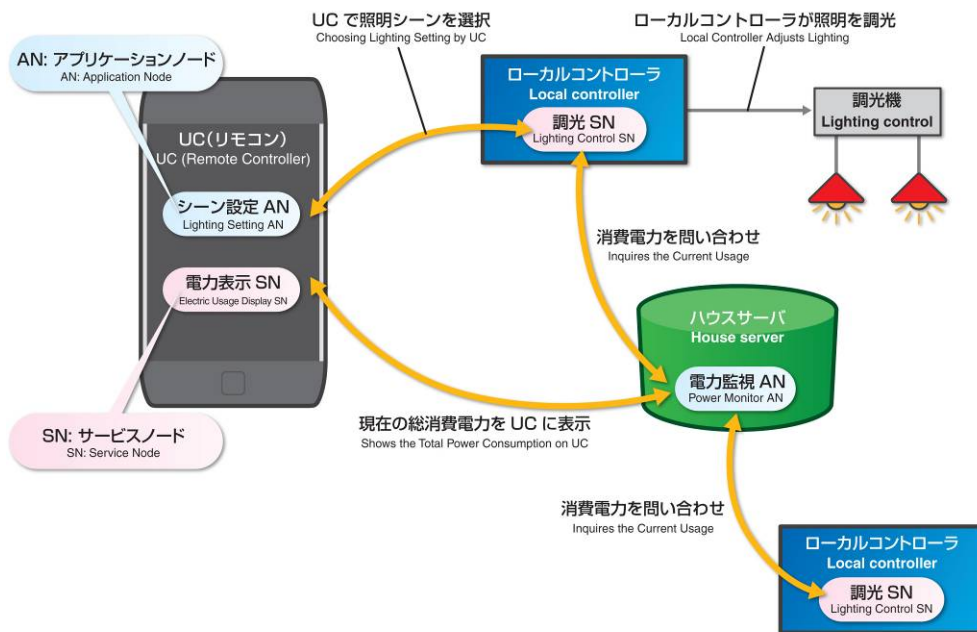 UC で照明シーンを選択
Choosing Lighting Setting by UC
ローカルコントローラが照明を調光
Local Controller Adjusts Lighting
AN: アプリケーションノード
AN: Application Node
ローカルコントローラ
Local controller
調光 SN
Lighting Control SN
調光機
Lighting control
UC(リモコン)
UC (Remote Controller)
シーン設定 AN
Lighting Setting AN
電力表示 SN
Electric Usage Display SN
消費電力を問い合わせ
Inquires the Current Usage
ハウスサーバ
House server
電力監視 AN
Power Monitor AN
現在の総消費電力を UC に表示
Shows the Total Power Consumption on UC
SN: サービスノード
SN: Service Node
消費電力を問い合わせ
Inquires the Current Usage
ローカルコントローラ
Local controller
調光 SN
Lighting Control SN